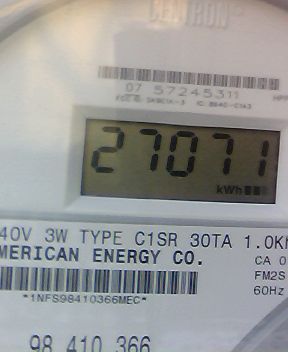 CENTRON
07 57245311
27071
kWh
40V 3W TYPE C1SR 30TA 1.0K
MERICAN ENERGY CO.
CA 0
FM2S
60Hz
*1NFS98410366MEC*
98 410 366